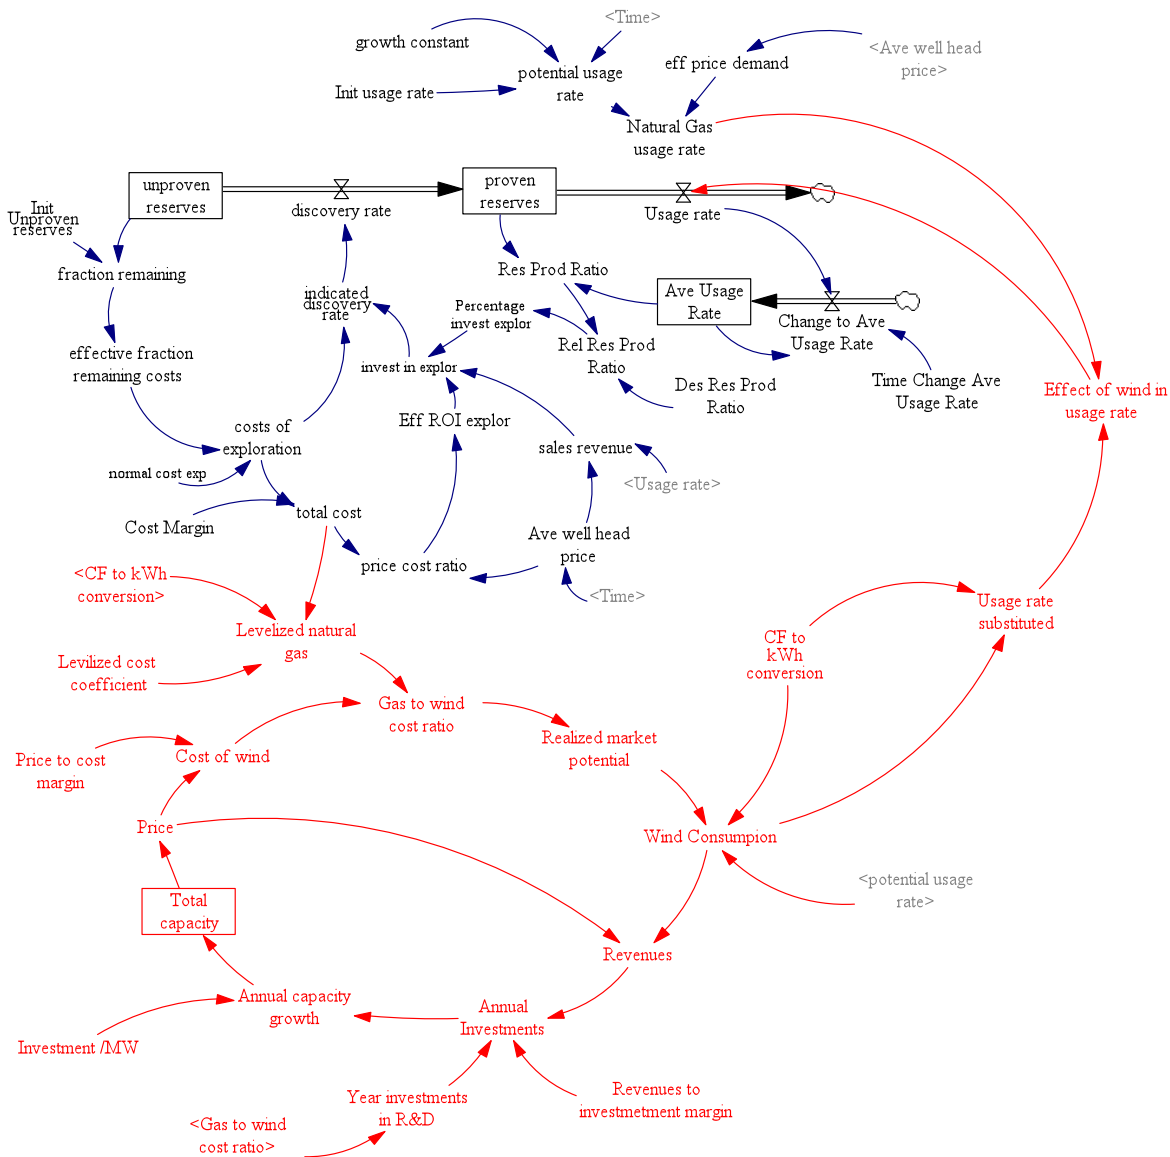 <Time>
growth constant
<Ave well head
price>
eff price demand
potential usage
rate
Init usage rate
Natural Gas
usage rate
unproven
reserves
proven
reserves
discovery rate
Usage rate
Init
Unproven
reserves
fraction remaining
Res Prod Ratio
Ave Usage
Rate
indicated
discovery
rate
Percentage
invest explor
Change to Ave
Usage Rate
effective fraction
remaining costs
invest in explor
Rel Res Prod
Ratio
Des Res Prod
Ratio
Time Change Ave
Usage Rate
Effect of wind in
usage rate
costs of
exploration
Eff ROI explor
sales revenue
<Usage rate>
normal cost exp
Cost Margin
total cost
price cost ratio
Ave well head
price
<Time>
<CF to kWh
conversion>
Levelized natural
gas
Levilized cost
coefficient
Usage rate
substituted
CF to
kWh
conversion
Gas to wind
cost ratio
Realized market
potential
Price to cost
margin
Cost of wind
Price
Wind Consumpion
<potential usage
rate>
Total
capacity
Revenues
Annual capacity
growth
Annual
Investments
Investment /MW
Year investments
in R&D
Revenues to
investmetment margin
<Gas to wind
cost ratio>